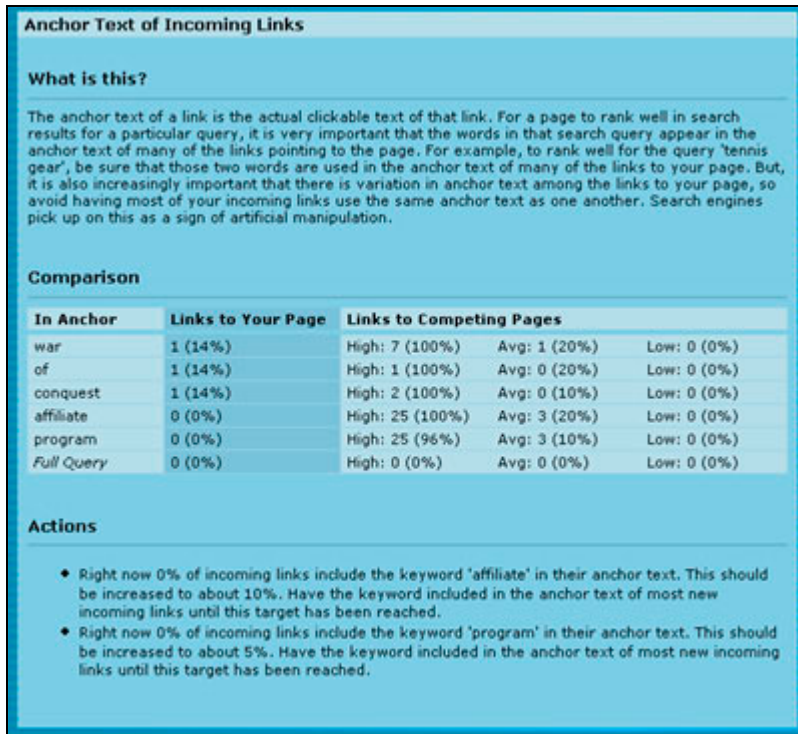 Anchor Text of Incoming Links
What is this?
The anchor text of a link is the actual clickable text of that link. For a page to rank well in search
results for a particular query, it is very important that the words in that search query appear in the
anchor text of many of the links pointing to the page. For example, to rank well for the query 'tennis
gear', be sure that those two words are used in the anchor text of many of the links to your page. But,
it is also increasingly important that there is variation in anchor text among the links to your page, so
avoid having most of your incoming links use the same anchor text as one another. Search engines
pick up on this as a sign of artificial manipulation.
Comparison
In Anchor Links to Your Page Links to Competing Pages
war 1 (14%) High: 7 (100%) Avg: 1 (20%) Low: 0 (0%)
of 1 (14%) High: 1 (100%) Avg: 0 (20%) Low: 0 (0%)
conquest 1 (14%) High: 2 (100%) Avg: 0 (10%) Low: 0 (0%)
affiliate 0 (0%) High: 25 (100%) Avg: 3 (20%) Low: 0 (0%)
program 0 (0%) High: 25 (96%) Avg: 3 (10%) Low: 0 (0%)
Full Query 0 (0%) High: 0 (0%) Avg: 0 (0%) Low: 0 (0%)
Actions
• Right now 0% of incoming links include the keyword 'affiliate' in their anchor text. This should
be increased to about 10%. Have the keyword included in the anchor text of most new
incoming links until this target has been reached.
• Right now 0% of incoming links include the keyword 'program' in their anchor text. This should
be increased to about 5%. Have the keyword included in the anchor text of most new incoming
links until this target has been reached.